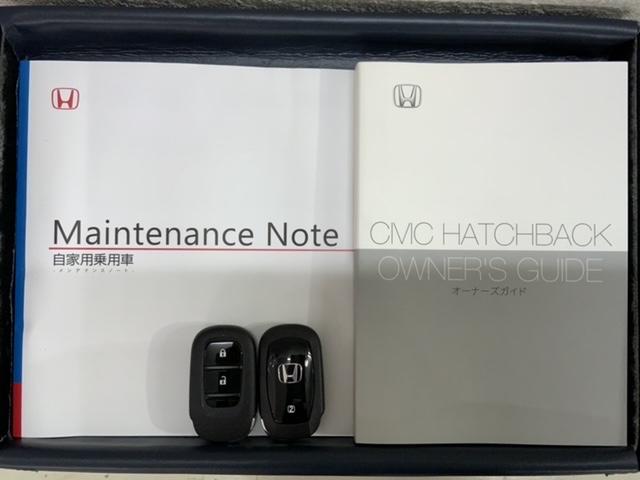 Maintenance Note
自家用乗用車
-メンテナンスノート-
CMC HATCHBACK
OWNER'S GUIDE
オーナーズガイド
2